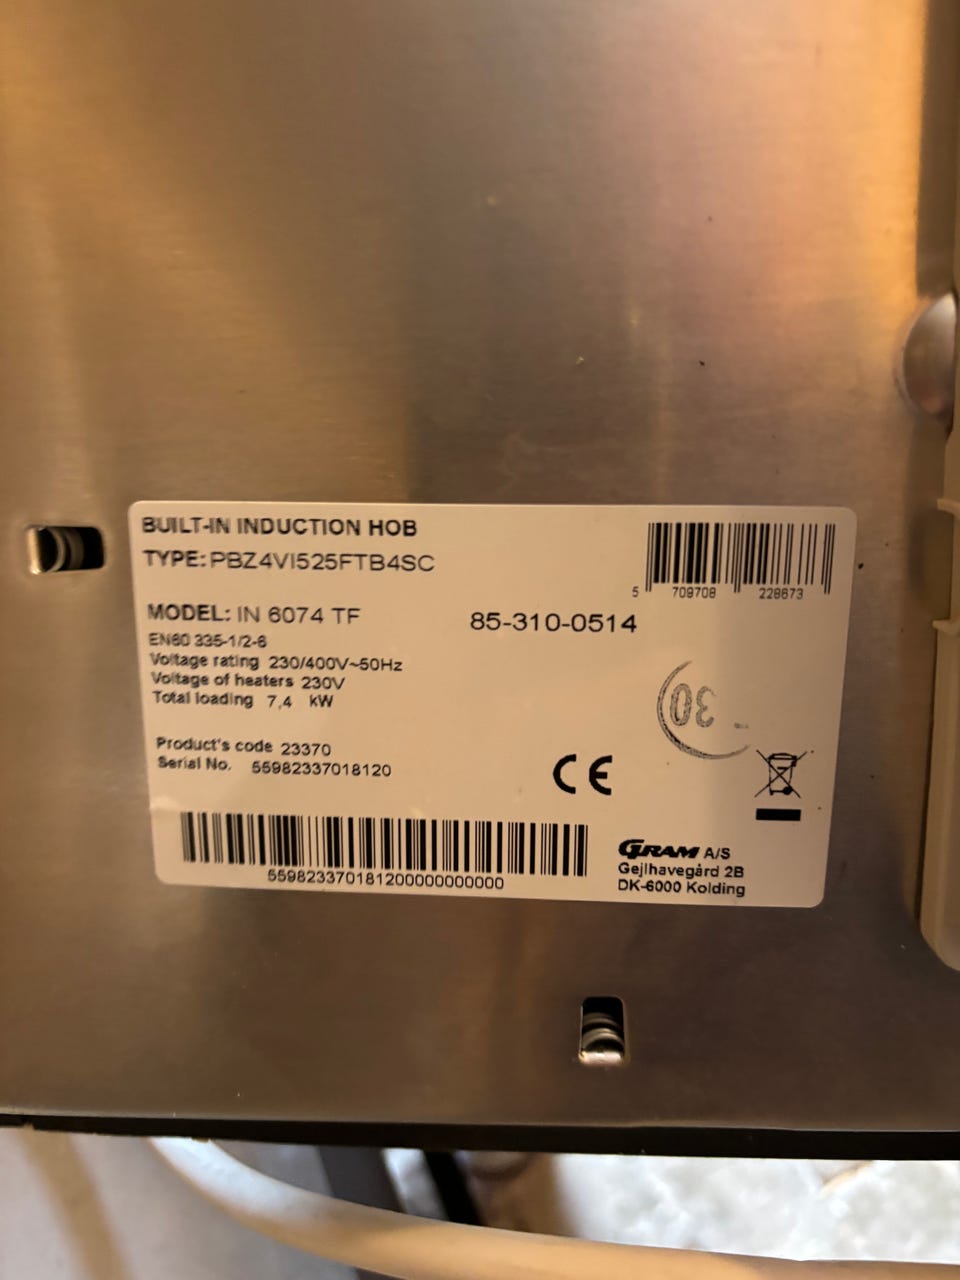 BUILT-IN INDUCTION HOB
TYPE: PBZ4VI525FTB4SC
5 709708 228673
MODEL: IN 6074 TF
85-310-0514
EN60 335-1/2-6
Voltage rating 230/400V~50Hz
Voltage of heaters 230V
Total loading 7,4 kW
30
Product's code 23370
Serial No. 55982337018120
CE
559823370181200000000000
GRAM A/S
Gejlhavegård 2B
DK-6000 Kolding